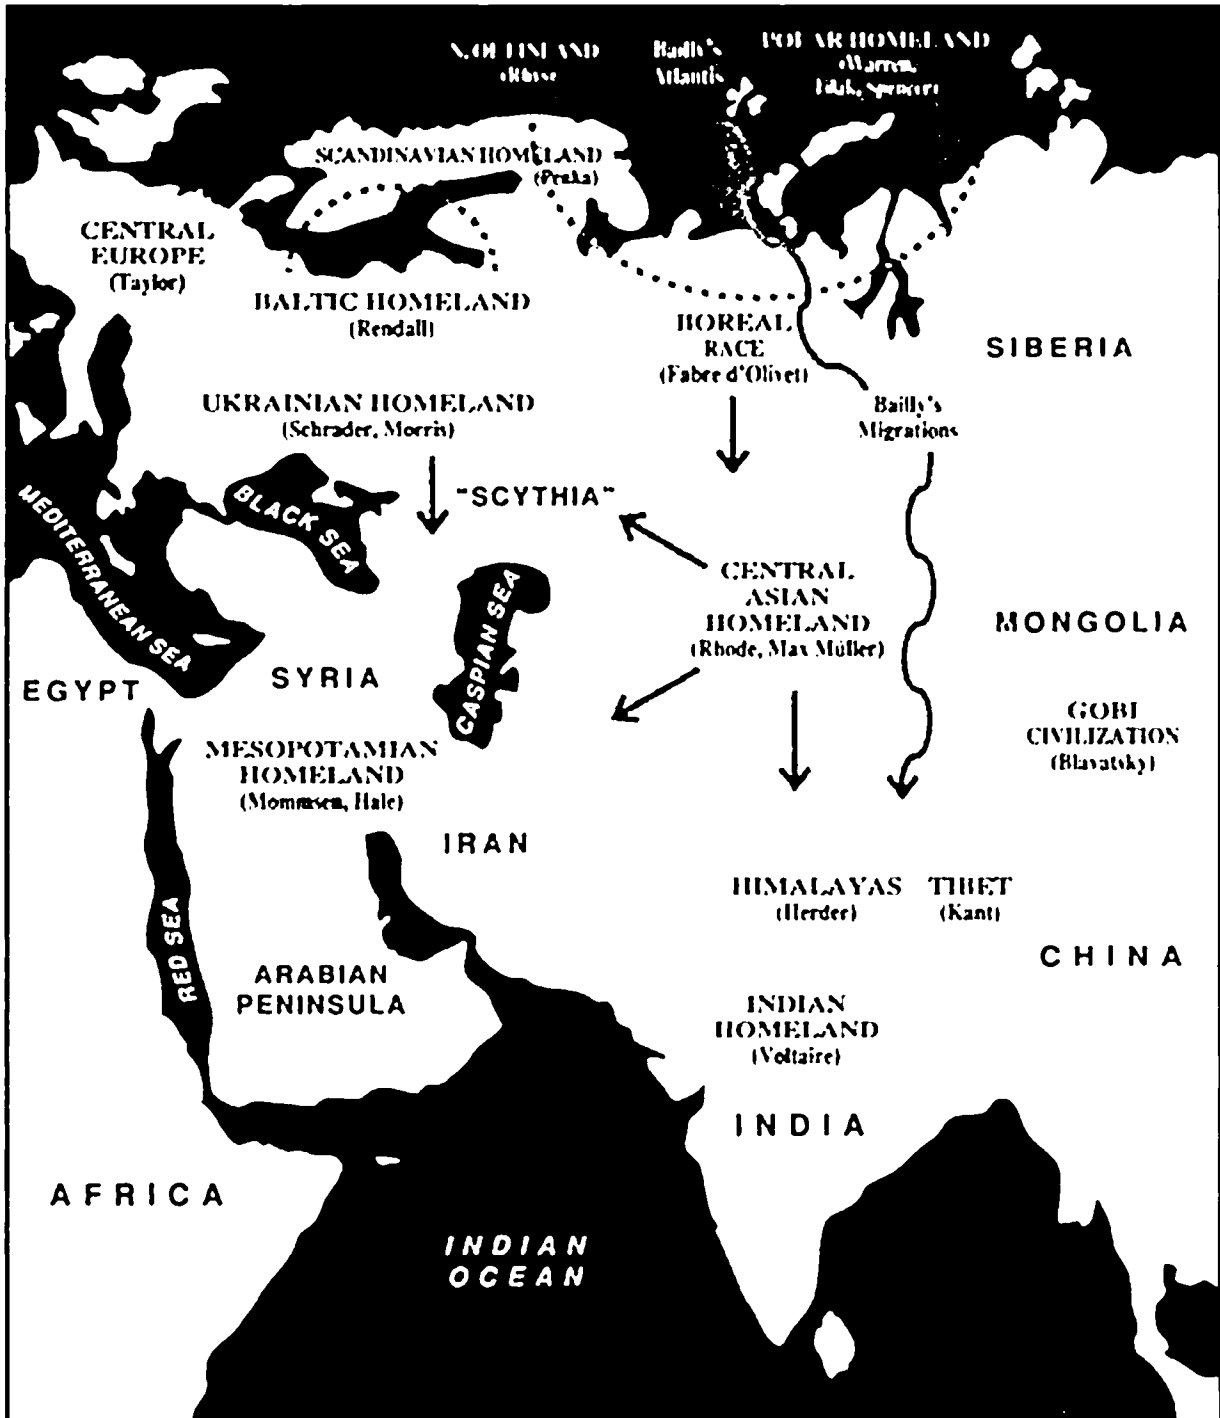 N. OF FINLAND
(Rhys)
Bailly's
Atlantis
POLAR HOMELAND
(Warren,
Tilak, Spencer)
SCANDINAVIAN HOMELAND
(Penka)
CENTRAL
EUROPE
(Taylor)
BALTIC HOMELAND
(Rendall)
BOREAL
RACE
(Fabre d'Olivet)
SIBERIA
UKRAINIAN HOMELAND
(Schrader, Morris)
Bailly's
Migrations
"SCYTHIA"
BLACK SEA
MEDITERRANEAN SEA
CASPIAN SEA
CENTRAL
ASIAN
HOMELAND
(Rhode, Max Müller)
MONGOLIA
EGYPT
SYRIA
GOBI
CIVILIZATION
(Blavatsky)
MESOPOTAMIAN
HOMELAND
(Mommsen, Hale)
IRAN
HIMALAYAS
(Herder)
TIBET
(Kant)
RED SEA
CHINA
ARABIAN
PENINSULA
INDIAN
HOMELAND
(Voltaire)
INDIA
AFRICA
INDIAN
OCEAN